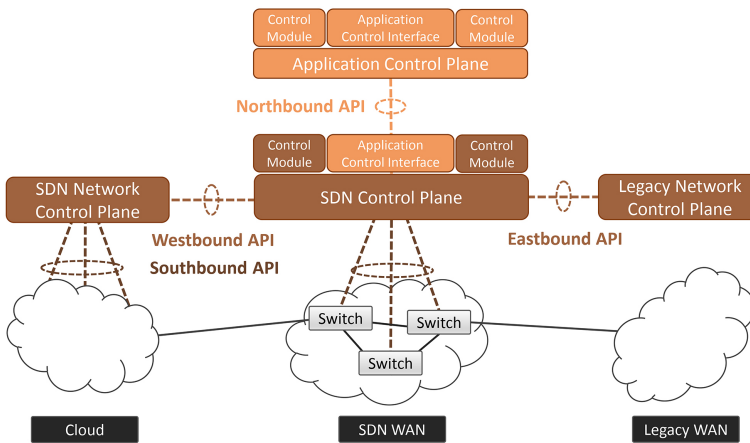 Control
Module
Application
Control Interface
Control
Module
Application Control Plane
Northbound API
Control
Module
Application
Control Interface
Control
Module
SDN Network
Control Plane
SDN Control Plane
Legacy Network
Control Plane
Westbound API
Eastbound API
Southbound API
Switch
Switch
Switch
Cloud
SDN WAN
Legacy WAN